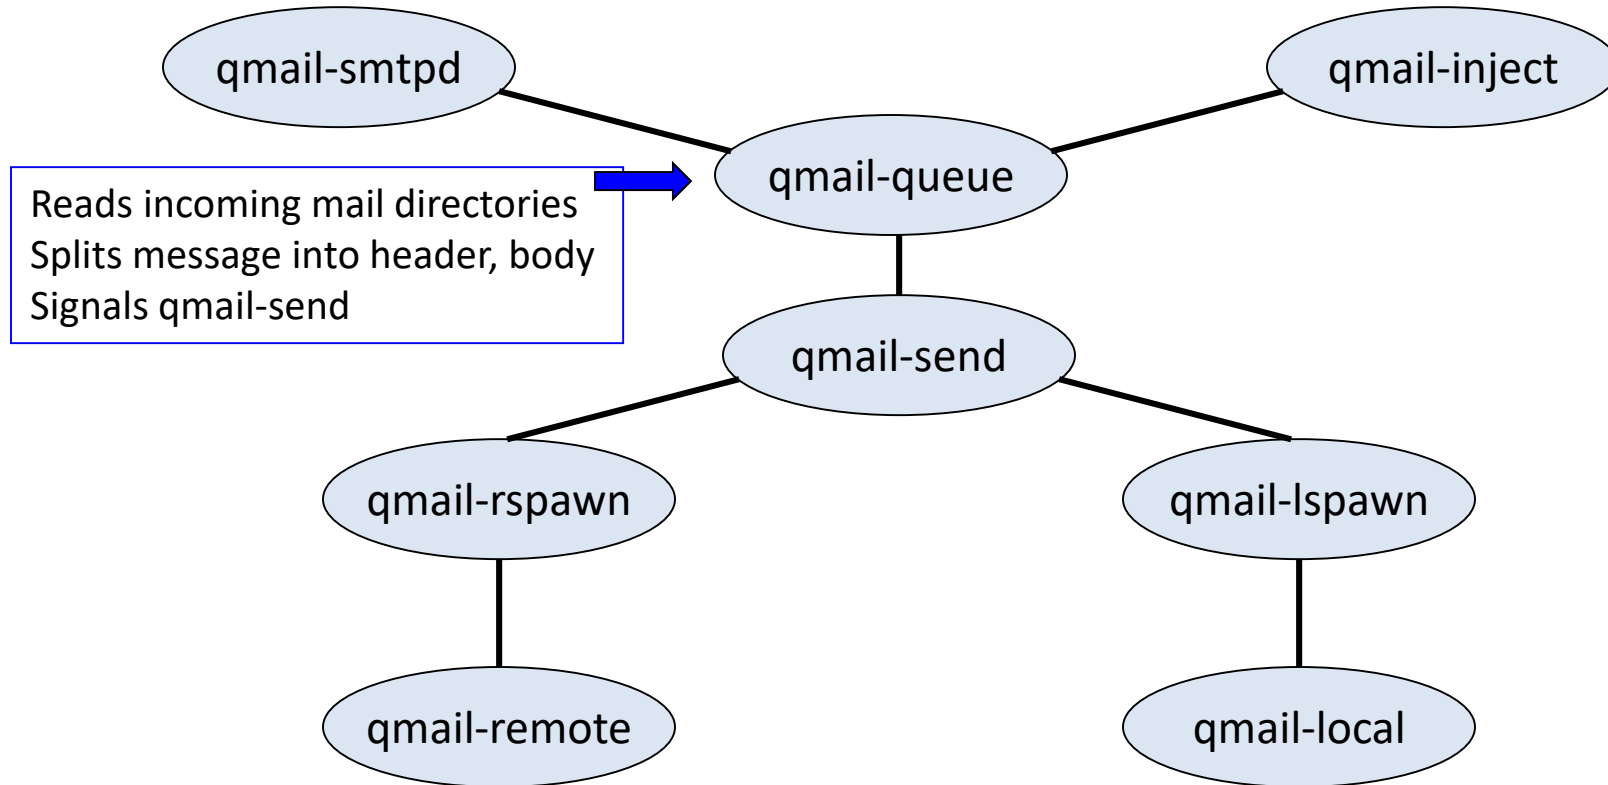 qmail-smtpd
qmail-inject
qmail-queue
Reads incoming mail directories
Splits message into header, body
Signals qmail-send
qmail-send
qmail-rspawn
qmail-lspawn
qmail-remote
qmail-local